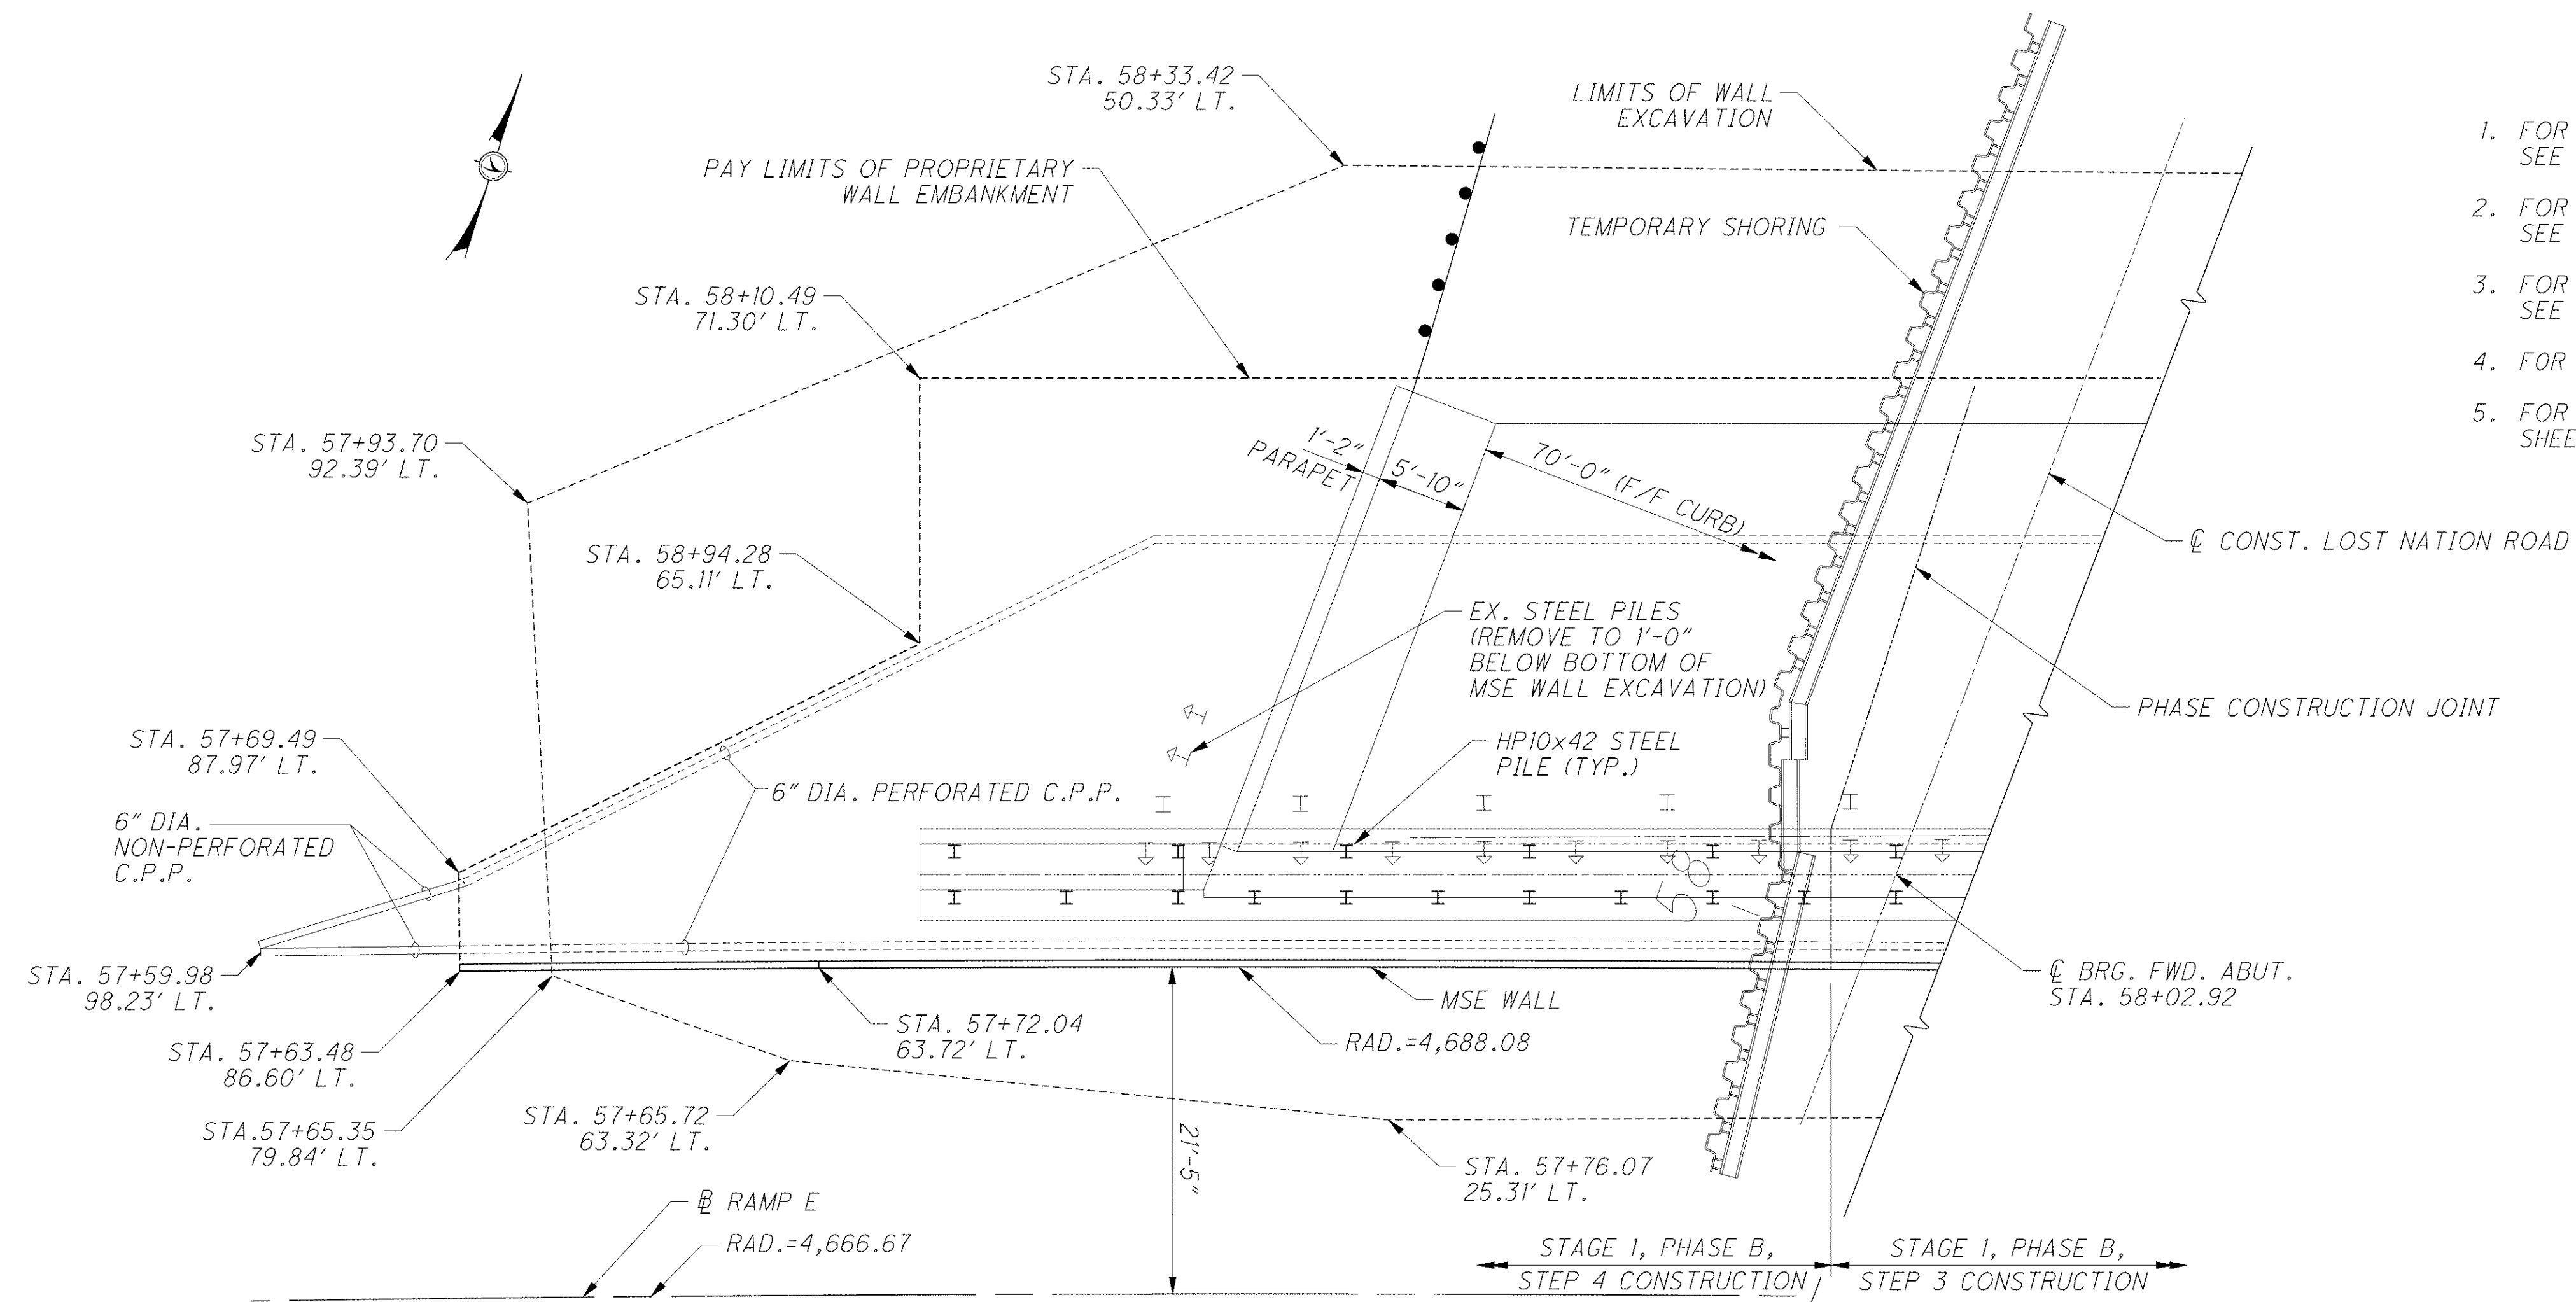 STA. 58+33.42
50.33' LT.
LIMITS OF WALL
EXCAVATION
PAY LIMITS OF PROPRIETARY
WALL EMBANKMENT
TEMPORARY SHORING
STA. 58+10.49
71.30' LT.
1. FOR
SEE
2. FOR
SEE
3. FOR
SEE
4. FOR
5. FOR
SHEE
STA. 57+93.70
92.39' LT.
1'-2"
PARAPET
5'-10"
70'-0" (F/F CURB)
STA. 58+94.28
65.11' LT.
℄ CONST. LOST NATION ROAD
EX. STEEL PILES
(REMOVE TO 1'-0"
BELOW BOTTOM OF
MSE WALL EXCAVATION)
PHASE CONSTRUCTION JOINT
STA. 57+69.49
87.97' LT.
HP10x42 STEEL
PILE (TYP.)
6" DIA. PERFORATED C.P.P.
6" DIA.
NON-PERFORATED
C.P.P.
58
STA. 57+59.98
98.23' LT.
℄ BRG. FWD. ABUT.
STA. 58+02.92
MSE WALL
STA. 57+72.04
63.72' LT.
RAD.=4,688.08
STA. 57+63.48
86.60' LT.
STA. 57+65.72
63.32' LT.
STA.57+65.35
79.84' LT.
21'-5"
STA. 57+76.07
25.31' LT.
BL RAMP E
RAD.=4,666.67
STAGE 1, PHASE B,
STEP 4 CONSTRUCTION
STAGE 1, PHASE B,
STEP 3 CONSTRUCTION